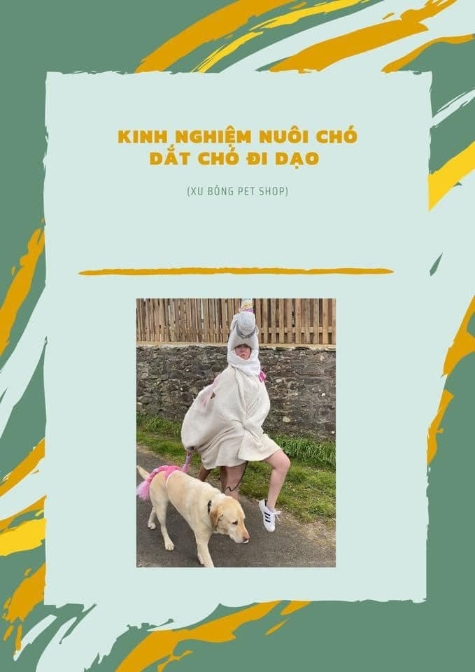 KINH NGHIỆM NUÔI CHÓ
DẮT CHÓ ĐI DẠO
(XU BÔNG PET SHOP)